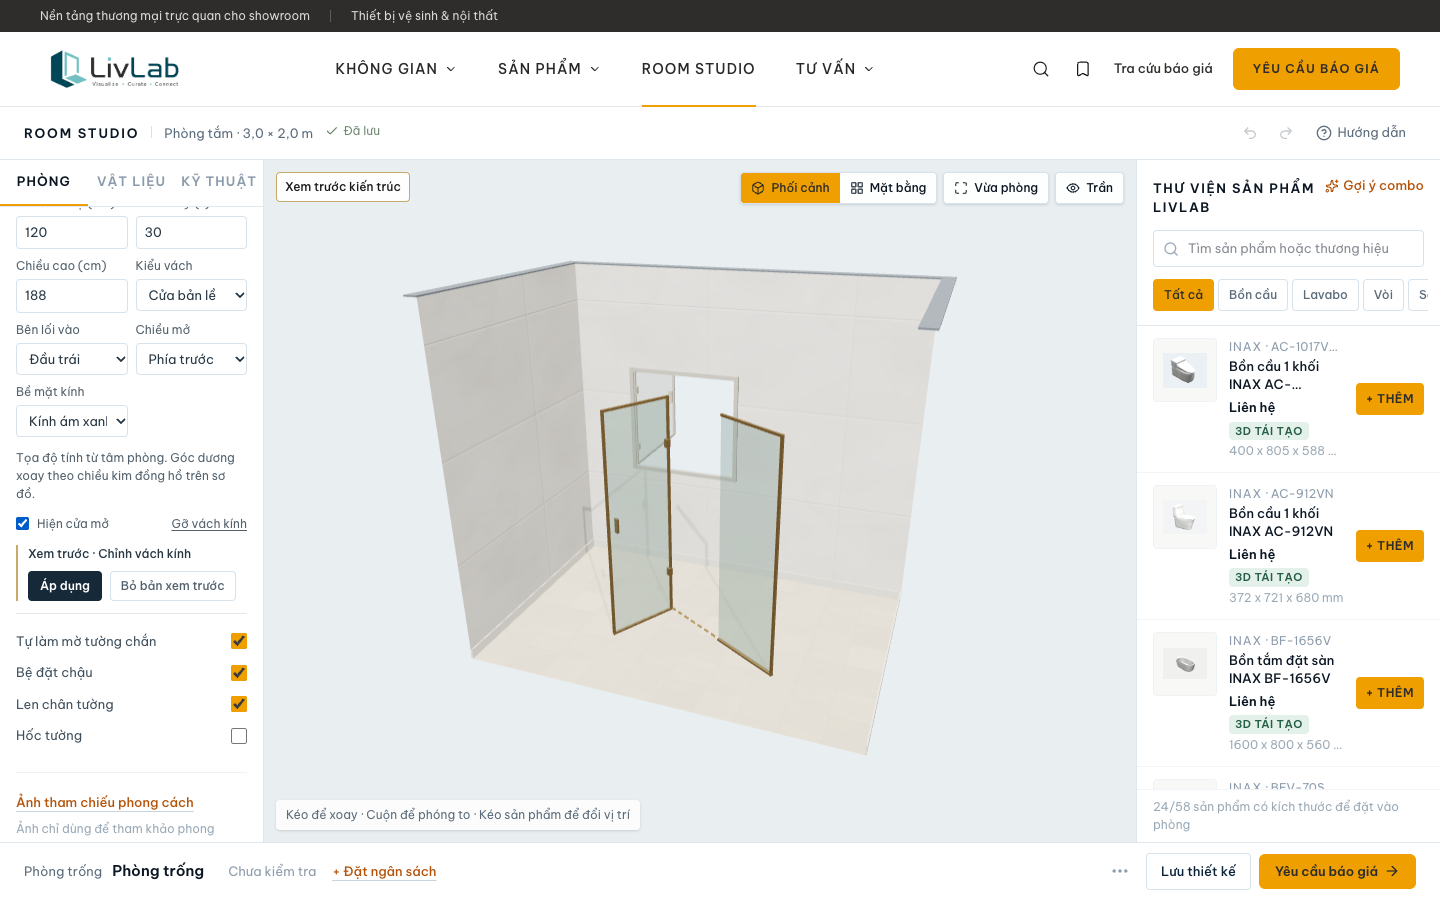 Nền tảng thương mại trực quan cho showroom
Thiết bị vệ sinh & nội thất
LivLab
Visualize • Curate • Connect
KHÔNG GIAN
SẢN PHẨM
ROOM STUDIO
TƯ VẤN
Tra cứu báo giá
YÊU CẦU BÁO GIÁ
ROOM STUDIO
Phòng tắm · 3,0 × 2,0 m
Đã lưu
Hướng dẫn
PHÒNG
VẬT LIỆU
KỸ THUẬT
120
30
Chiều cao (cm)
Kiểu vách
188
Cửa bản lề
Bên lối vào
Chiều mở
Đầu trái
Phía trước
Bề mặt kính
Kính ám xanh
Tọa độ tính từ tâm phòng. Góc dương
xoay theo chiều kim đồng hồ trên sơ
đồ.
Hiện cửa mở
Gỡ vách kính
Xem trước · Chỉnh vách kính
Áp dụng
Bỏ bản xem trước
Tự làm mờ tường chắn
Bệ đặt chậu
Len chân tường
Hốc tường
Ảnh tham chiếu phong cách
Ảnh chỉ dùng để tham khảo phong
Xem trước kiến trúc
Phối cảnh
Mặt bằng
Vừa phòng
Trần
Kéo để xoay · Cuộn để phóng to · Kéo sản phẩm để đổi vị trí
THƯ VIỆN SẢN PHẨM
LIVLAB
Gợi ý combo
Tìm sản phẩm hoặc thương hiệu
Tất cả
Bồn cầu
Lavabo
Vòi
INAX · AC-1017V...
Bồn cầu 1 khối
INAX AC-...
Liên hệ
3D TÁI TẠO
400 x 805 x 588 ...
+ THÊM
INAX · AC-912VN
Bồn cầu 1 khối
INAX AC-912VN
Liên hệ
3D TÁI TẠO
372 x 721 x 680 mm
+ THÊM
INAX · BF-1656V
Bồn tắm đặt sàn
INAX BF-1656V
Liên hệ
3D TÁI TẠO
1600 x 800 x 560 ...
+ THÊM
INAX · BFV-70S
24/58 sản phẩm có kích thước để đặt vào
phòng
Phòng trống
Phòng trống
Chưa kiểm tra
+ Đặt ngân sách
Lưu thiết kế
Yêu cầu báo giá